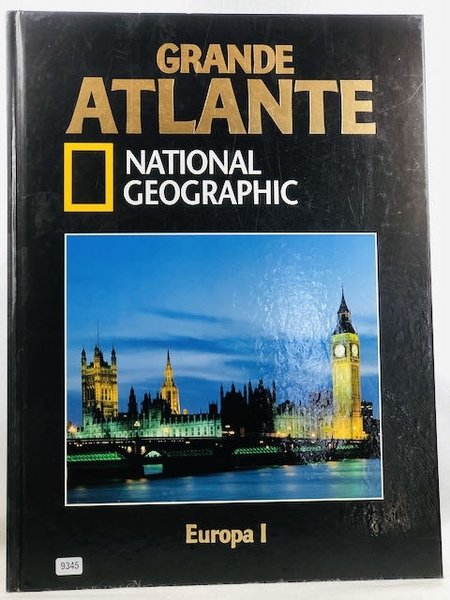 GRANDE
ATLANTE
NATIONAL
GEOGRAPHIC
Europa I
9345